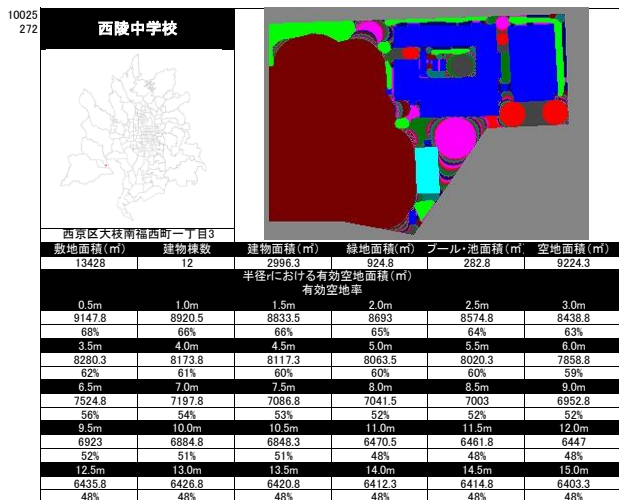 10025
272
西陵中学校
西京区大枝南福西町一丁目3
敷地面積(㎡) 建物棟数 建物面積(㎡) 緑地面積(㎡) プール・池面積(㎡) 空地面積(㎡)
13428 12 2996.3 924.8 282.8 9224.3
半径rにおける有効空地面積(㎡)
有効空地率
0.5m 1.0m 1.5m 2.0m 2.5m 3.0m
9147.8 8920.5 8833.5 8693 8574.8 8438.8
68% 66% 66% 65% 64% 63%
3.5m 4.0m 4.5m 5.0m 5.5m 6.0m
8280.3 8173.8 8117.3 8063.5 8020.3 7858.8
62% 61% 60% 60% 60% 59%
6.5m 7.0m 7.5m 8.0m 8.5m 9.0m
7524.8 7197.8 7086.8 7041.5 7003 6952.8
56% 54% 53% 52% 52% 52%
9.5m 10.0m 10.5m 11.0m 11.5m 12.0m
6923 6884.8 6848.3 6470.5 6461.8 6447
52% 51% 51% 48% 48% 48%
12.5m 13.0m 13.5m 14.0m 14.5m 15.0m
6435.8 6426.8 6420.8 6412.3 6414.8 6403.3
48% 48% 48% 48% 48% 48%